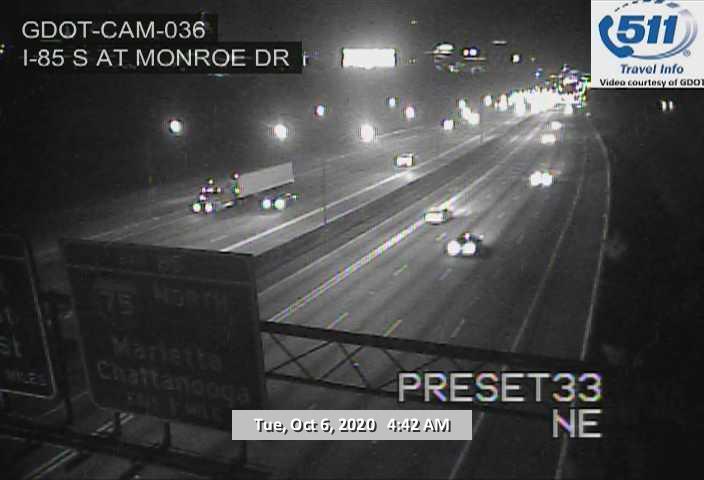 GDOT-CAM-036
I-85 S AT MONROE DR
511
Travel Info
Video courtesy of GDOT
75 North
Marietta
Chattanooga
MILES
PRESET33
NE
Tue, Oct 6, 2020 4:42 AM